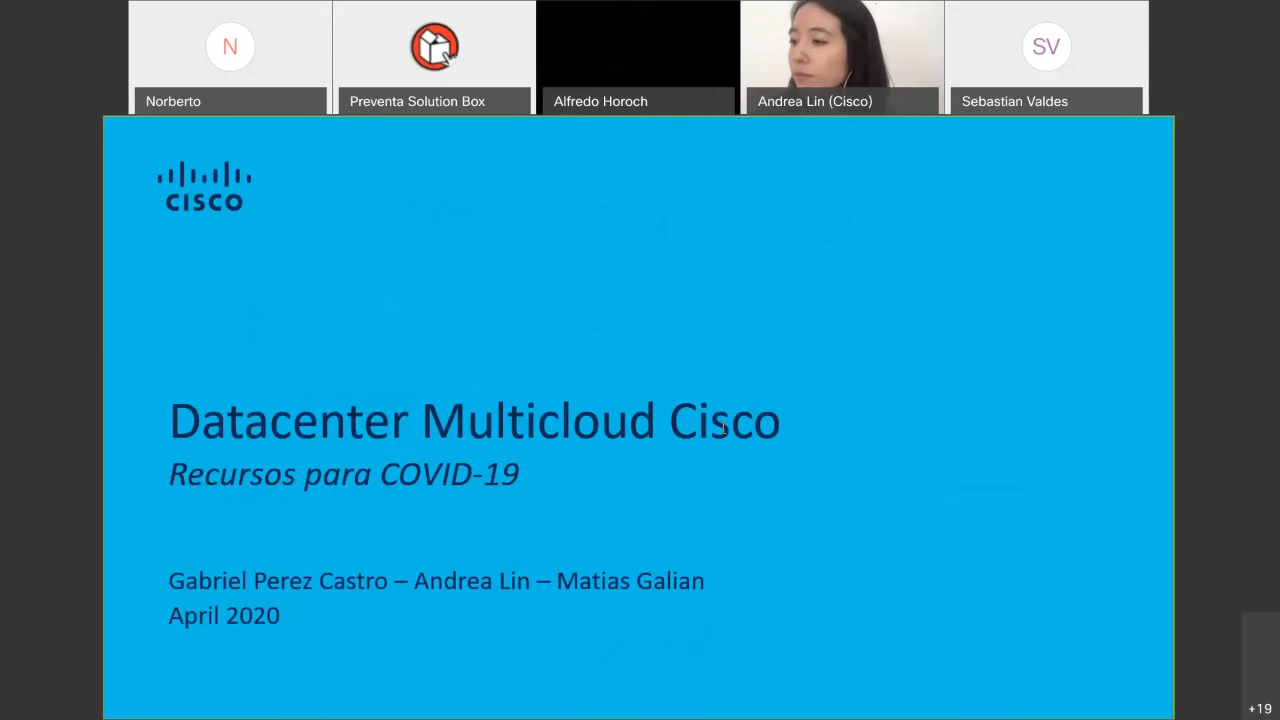 N
SV
Norberto
Preventa Solution Box
Alfredo Horoch
Andrea Lin (Cisco)
Sebastian Valdes
CISCO
Datacenter Multicloud Cisco
Recursos para COVID-19
Gabriel Perez Castro – Andrea Lin – Matias Galian
April 2020
+19